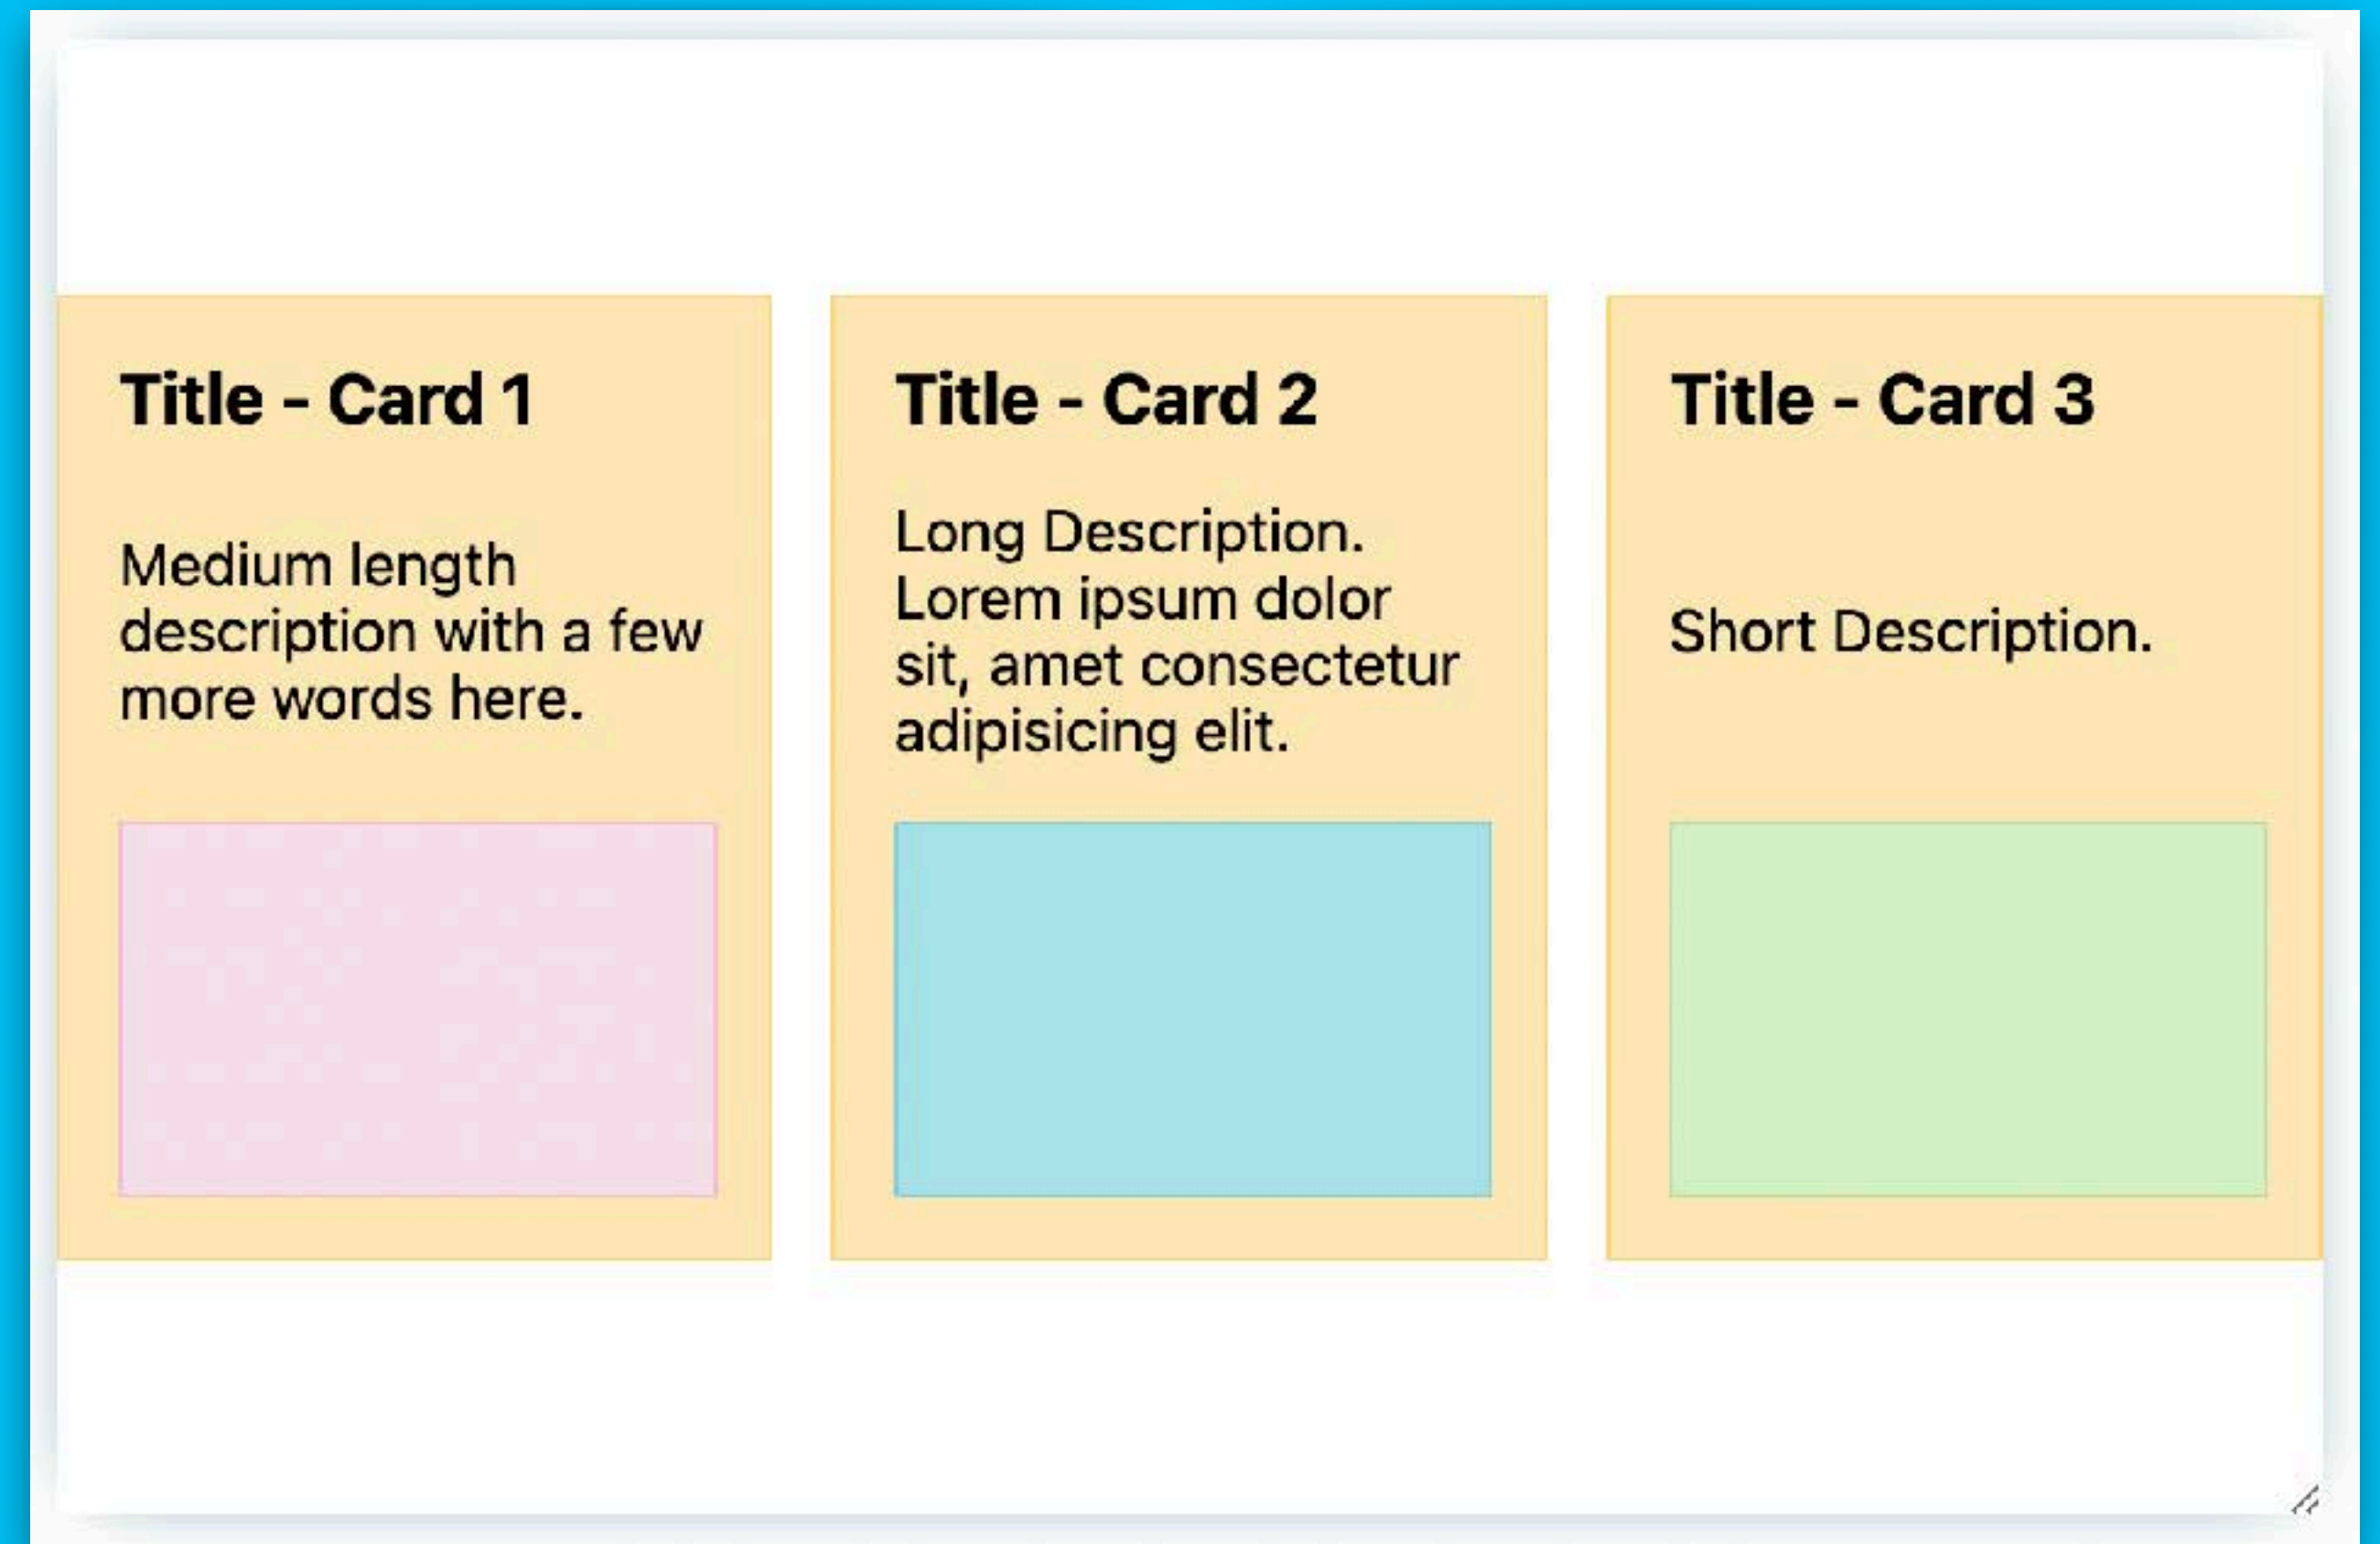 Title - Card 1
Medium length
description with a few
more words here.
Title - Card 2
Long Description.
Lorem ipsum dolor
sit, amet consectetur
adipisicing elit.
Title - Card 3
Short Description.